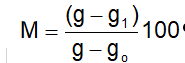 M = (g – g₁) / (g – gₒ) 100